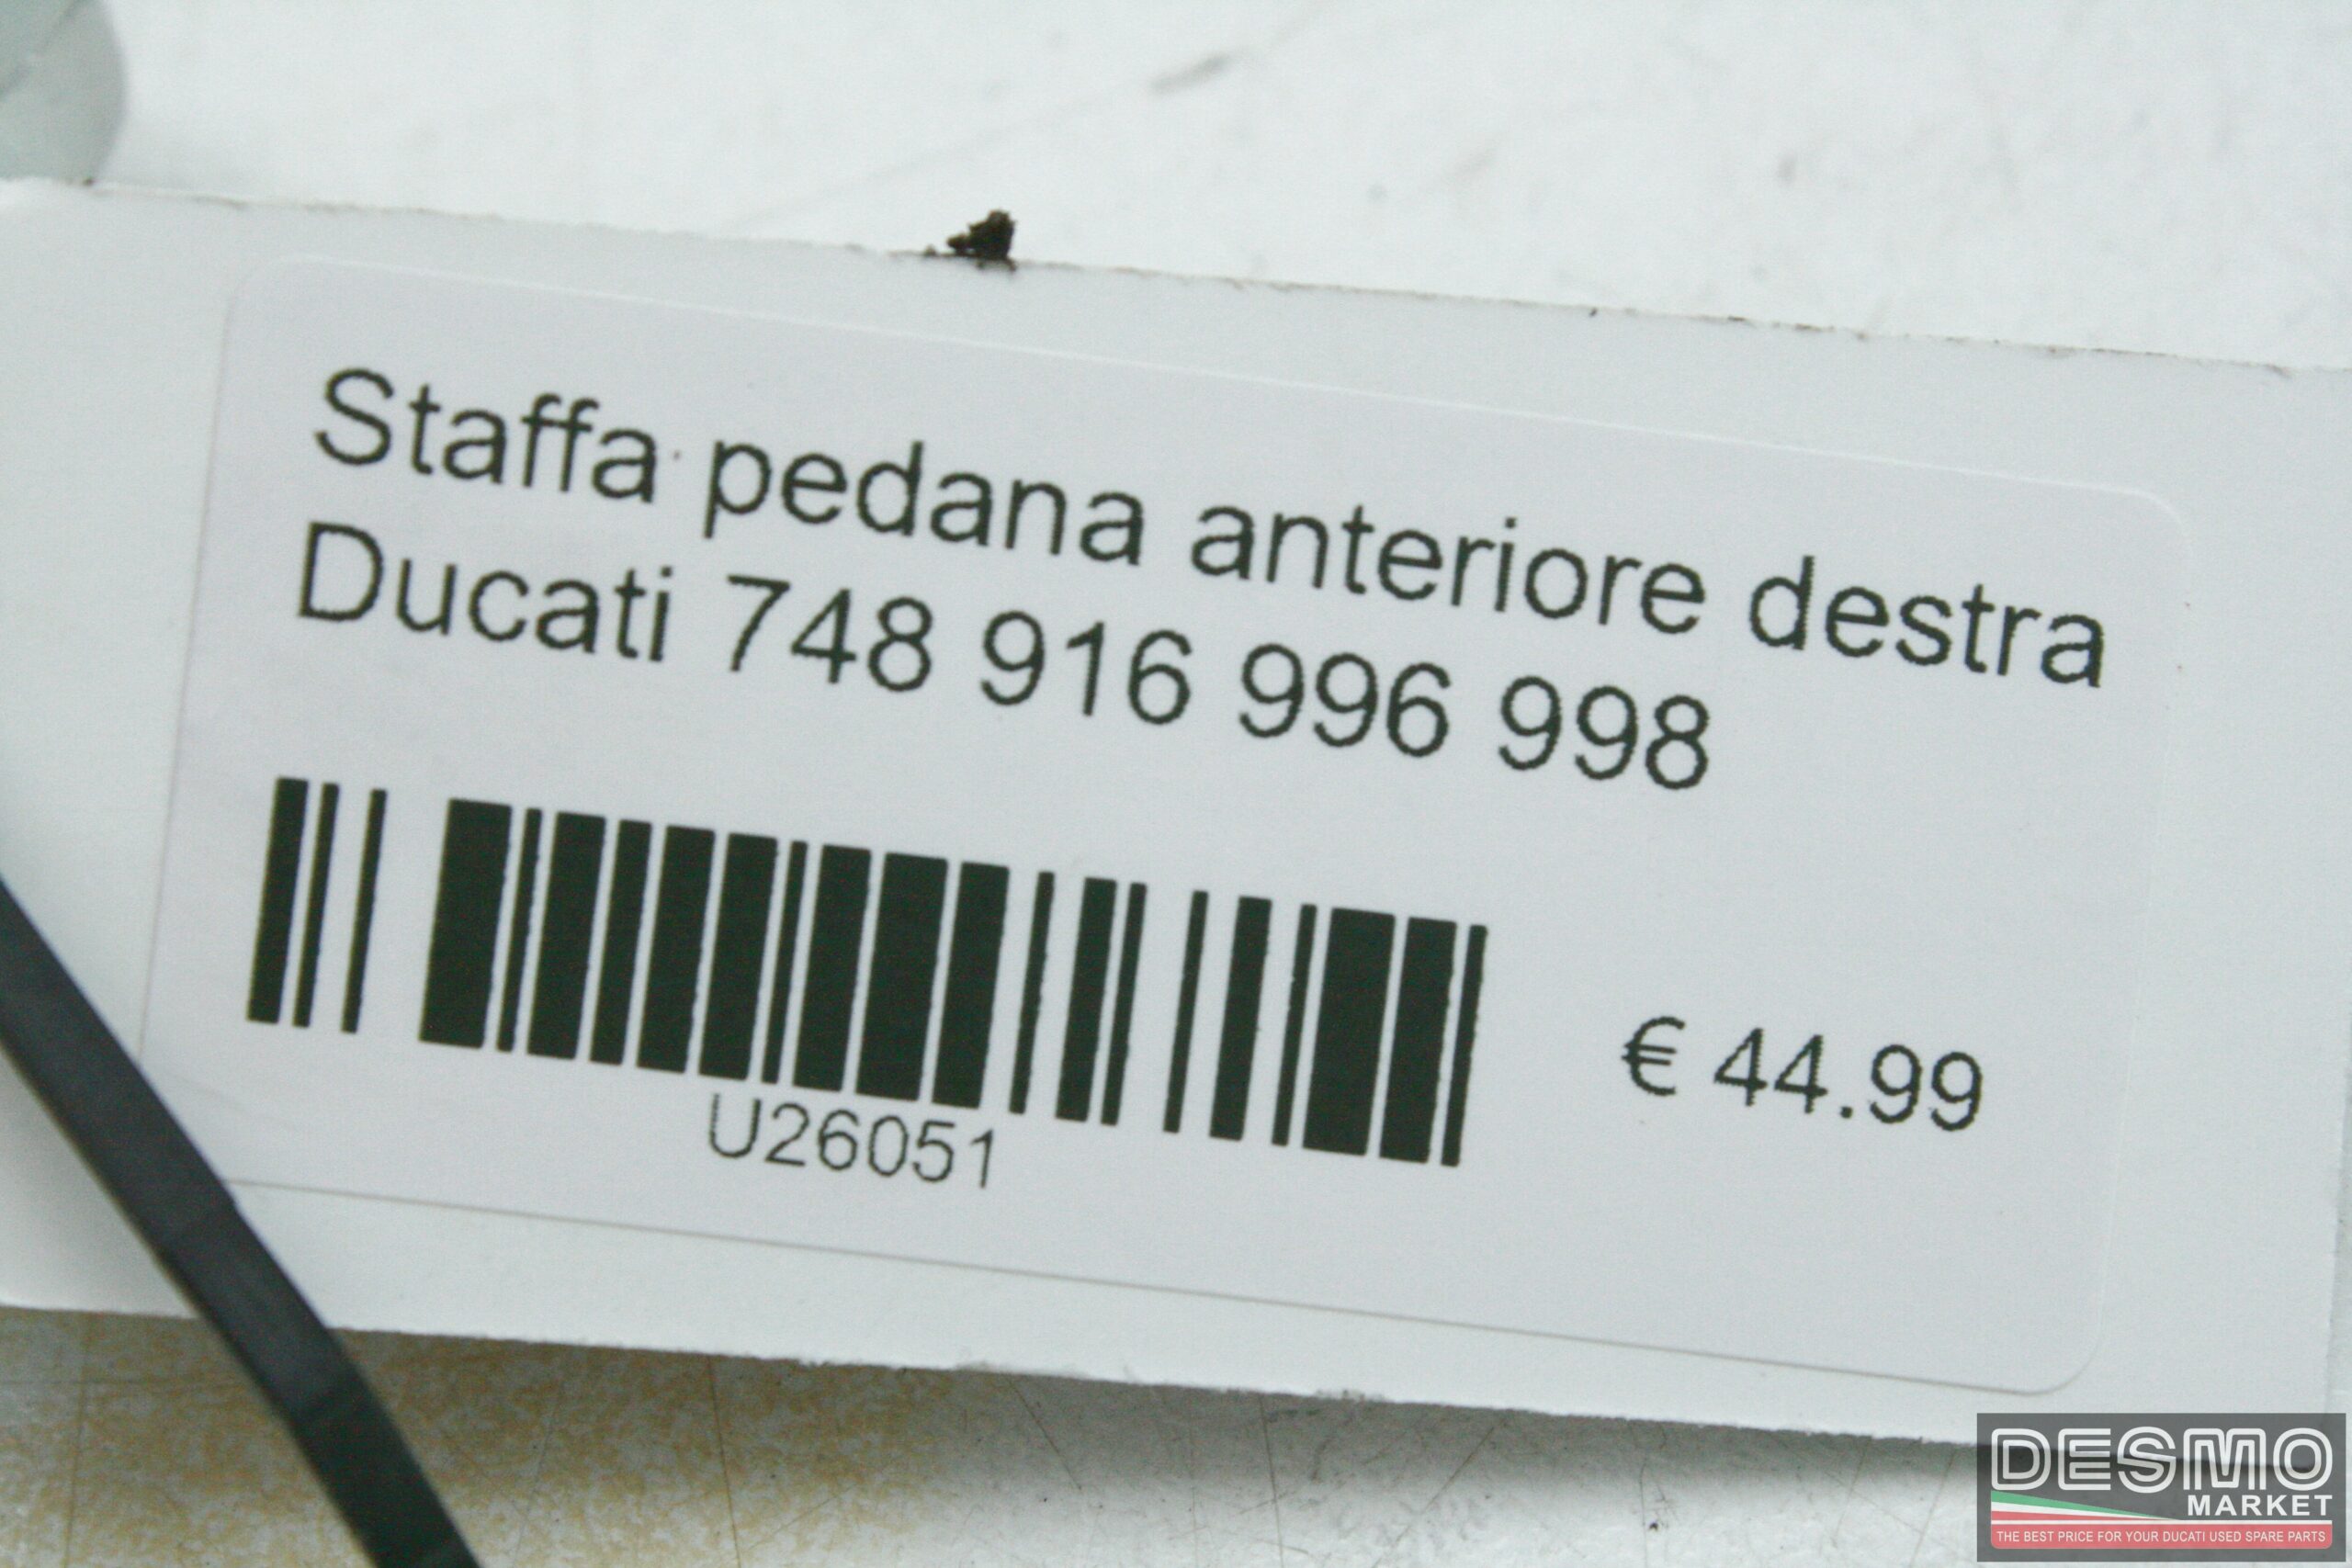 Staffa pedana anteriore destra
Ducati 748 916 996 998
U26051
€ 44.99
DESMO
MARKET
THE BEST PRICE FOR YOUR DUCATI USED SPARE PARTS